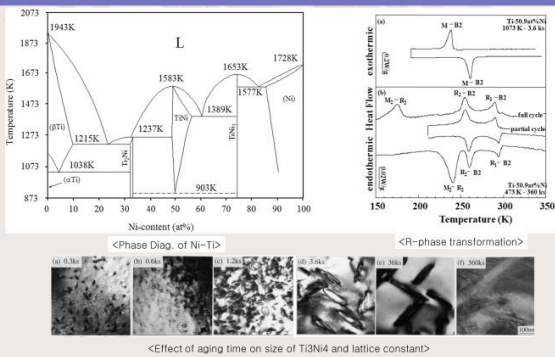 2073
1873
1673
1473
1273
1073
873
Temperature (K)
1943K
L
1728K
1653K
1583K
1577K
(Ni)
1389K
TiNi
TiNi3
(βTi)
1215K
1237K
Ti2Ni
1038K
(αTi)
903K
0 10 20 30 40 50 60 70 80 90 100
Ni-content (at%)
<Phase Diag. of Ni-Ti>
(a)
M – B2
Ti-50.9at%Ni
1073 K - 3.6 ks
exothermic
M – B2
(b)
Heat Flow
M2 – R2
R2 – B2
R1 – B2
full cycle
partial cycle
endothermic
R1 – B2
R2 – B2
M2 – R2
Ti-50.9at%Ni
473 K - 360 ks
150 200 250 300 350
Temperature (K)
<R-phase transformation>
(a) 0.3ks
(b) 0.6ks
(c) 1.2ks
(d) 3.6ks
(e) 36ks
(f) 360ks
100nm
<Effect of aging time on size of Ti3Ni4 and lattice constant>